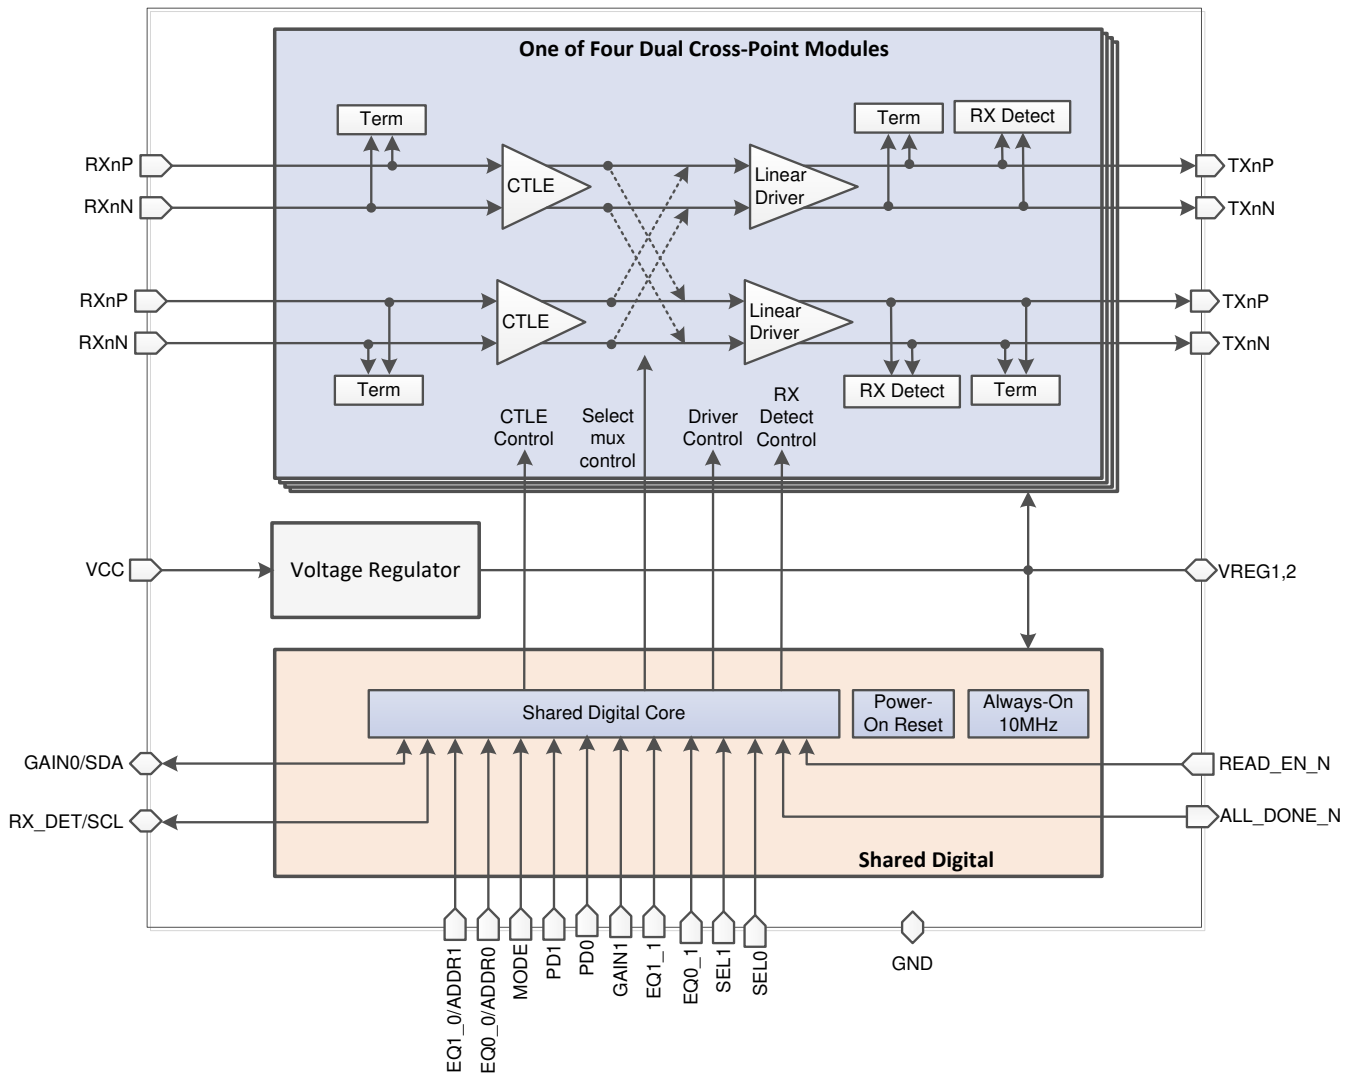 One of Four Dual Cross-Point Modules
Term
Term
RX Detect
RXnP
TXnP
CTLE
Linear
Driver
RXnN
TXnN
RXnP
TXnP
CTLE
Linear
Driver
RXnN
TXnN
Term
RX Detect
Term
CTLE
Control
Select
mux
control
Driver
Control
RX
Detect
Control
VCC
Voltage Regulator
VREG1,2
Shared Digital Core
Power-
On Reset
Always-On
10MHz
GAIN0/SDA
READ_EN_N
RX_DET/SCL
ALL_DONE_N
Shared Digital
EQ1_0/ADDR1
EQ0_0/ADDR0
MODE
PD1
PD0
GAIN1
EQ1_1
EQ0_1
SEL1
SEL0
GND